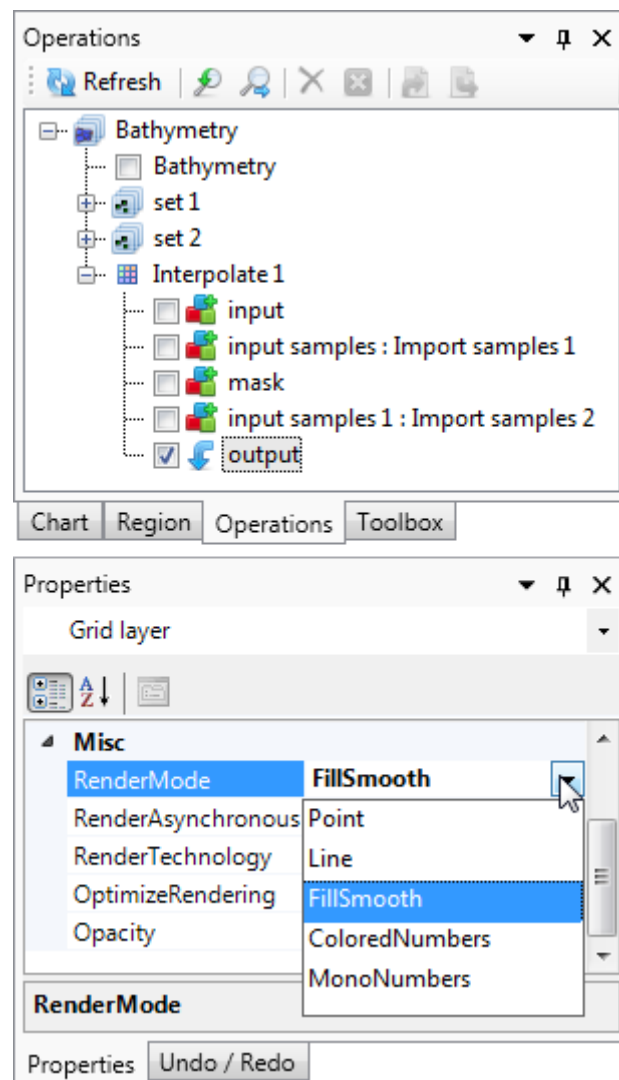 Operations
Refresh
Bathymetry
Bathymetry
set 1
set 2
Interpolate 1
input
input samples : Import samples 1
mask
input samples 1 : Import samples 2
output
Chart Region Operations Toolbox
Properties
Grid layer
A
Z
Misc
RenderMode FillSmooth
RenderAsynchronous Point
RenderTechnology Line
OptimizeRendering FillSmooth
Opacity ColoredNumbers
MonoNumbers
RenderMode
Properties Undo / Redo